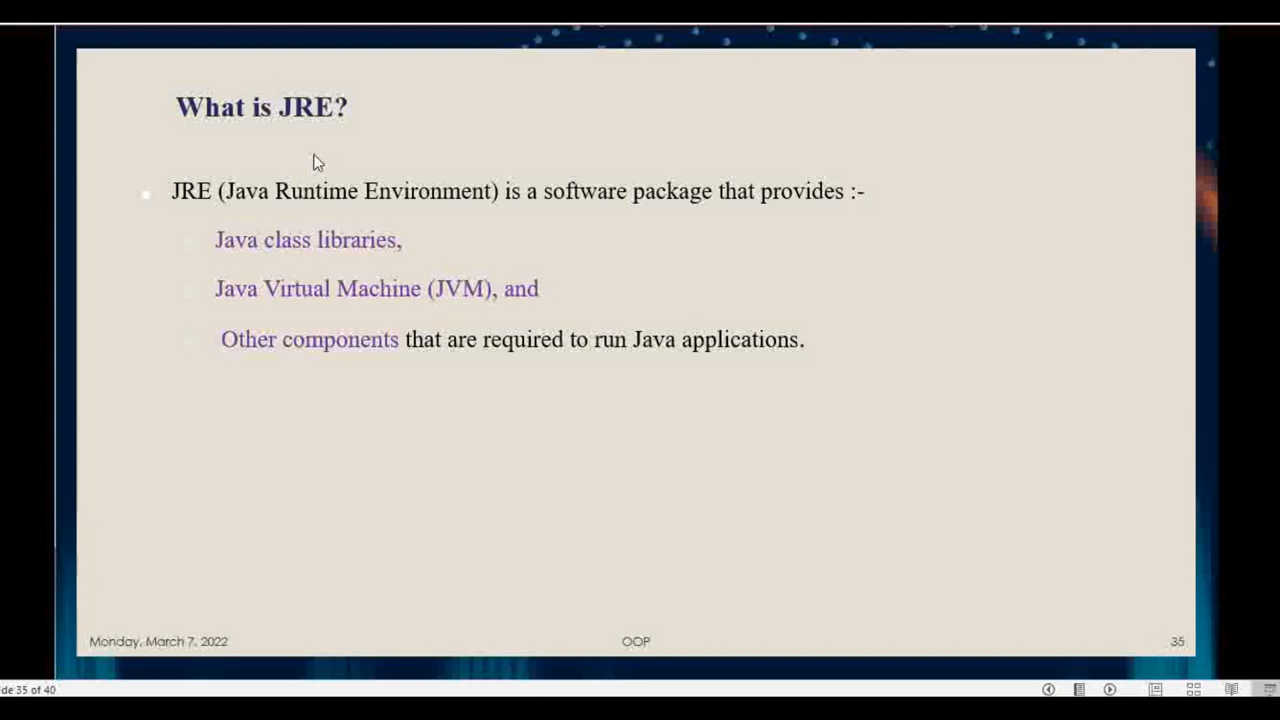 What is JRE?
JRE (Java Runtime Environment) is a software package that provides :-
Java class libraries,
Java Virtual Machine (JVM), and
Other components that are required to run Java applications.
Monday, March 7, 2022
OOP
35
de 35 of 40